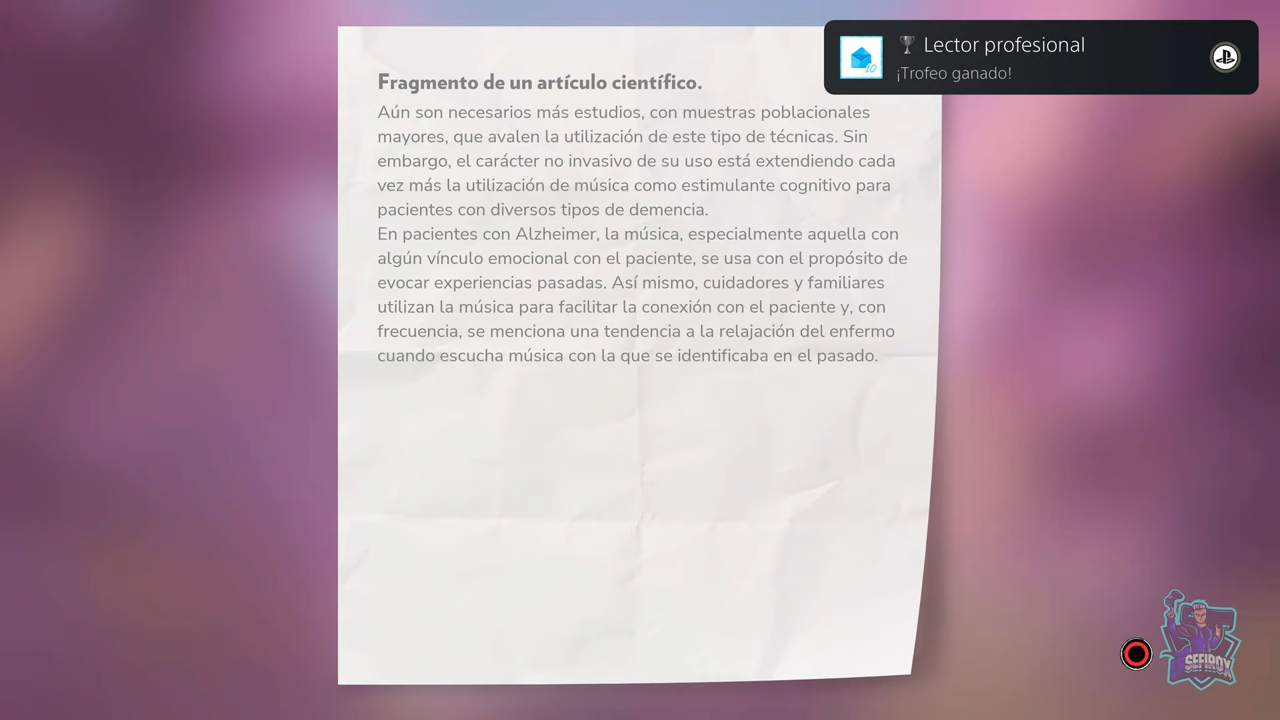 Lector profesional
¡Trofeo ganado!
10
Fragmento de un artículo científico.
Aún son necesarios más estudios, con muestras poblacionales
mayores, que avalen la utilización de este tipo de técnicas. Sin
embargo, el carácter no invasivo de su uso está extendiendo cada
vez más la utilización de música como estimulante cognitivo para
pacientes con diversos tipos de demencia.
En pacientes con Alzheimer, la música, especialmente aquella con
algún vínculo emocional con el paciente, se usa con el propósito de
evocar experiencias pasadas. Así mismo, cuidadores y familiares
utilizan la música para facilitar la conexión con el paciente y, con
frecuencia, se menciona una tendencia a la relajación del enfermo
cuando escucha música con la que se identificaba en el pasado.
SEFIROX